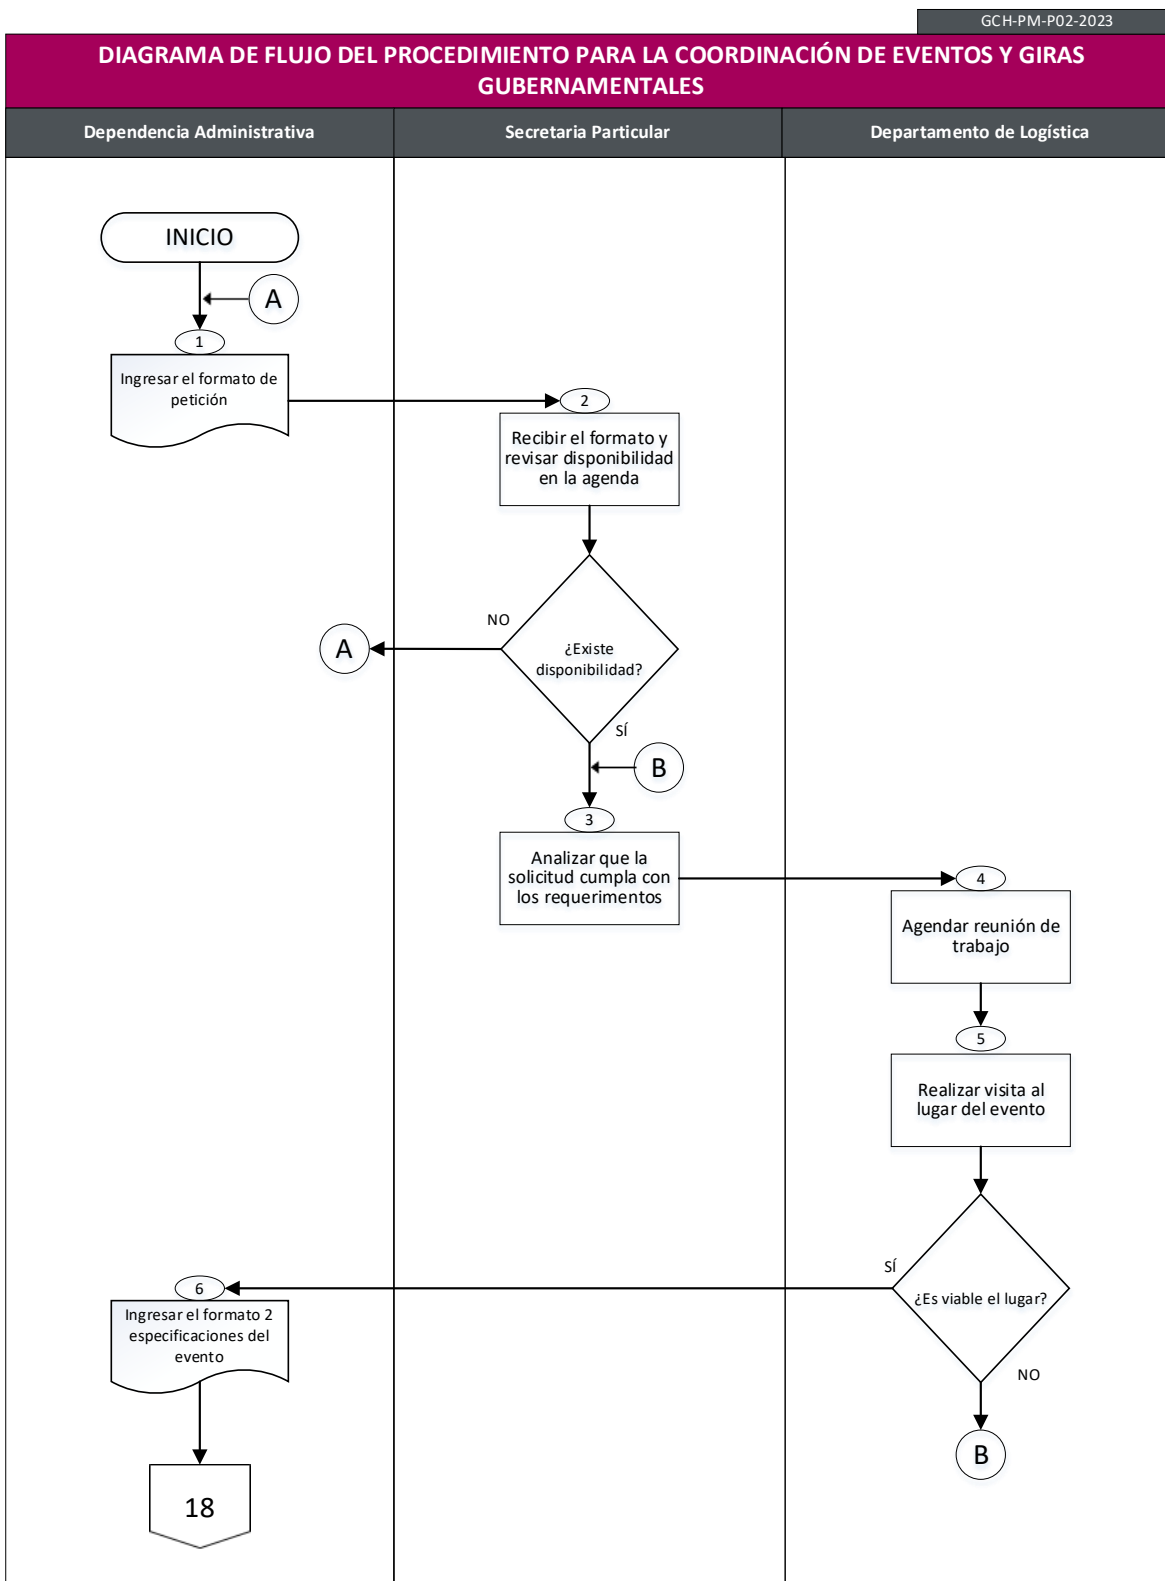 GCH-PM-P02-2023
DIAGRAMA DE FLUJO DEL PROCEDIMIENTO PARA LA COORDINACIÓN DE EVENTOS Y GIRAS
GUBERNAMENTALES
Dependencia Administrativa
Secretaria Particular
Departamento de Logística
INICIO
A
1
Ingresar el formato de
petición
2
Recibir el formato y
revisar disponibilidad
en la agenda
NO
A
¿Existe
disponibilidad?
SÍ
B
3
Analizar que la
solicitud cumpla con
los requerimentos
4
Agendar reunión de
trabajo
5
Realizar visita al
lugar del evento
SÍ
¿Es viable el lugar?
NO
B
6
Ingresar el formato 2
especificaciones del
evento
18